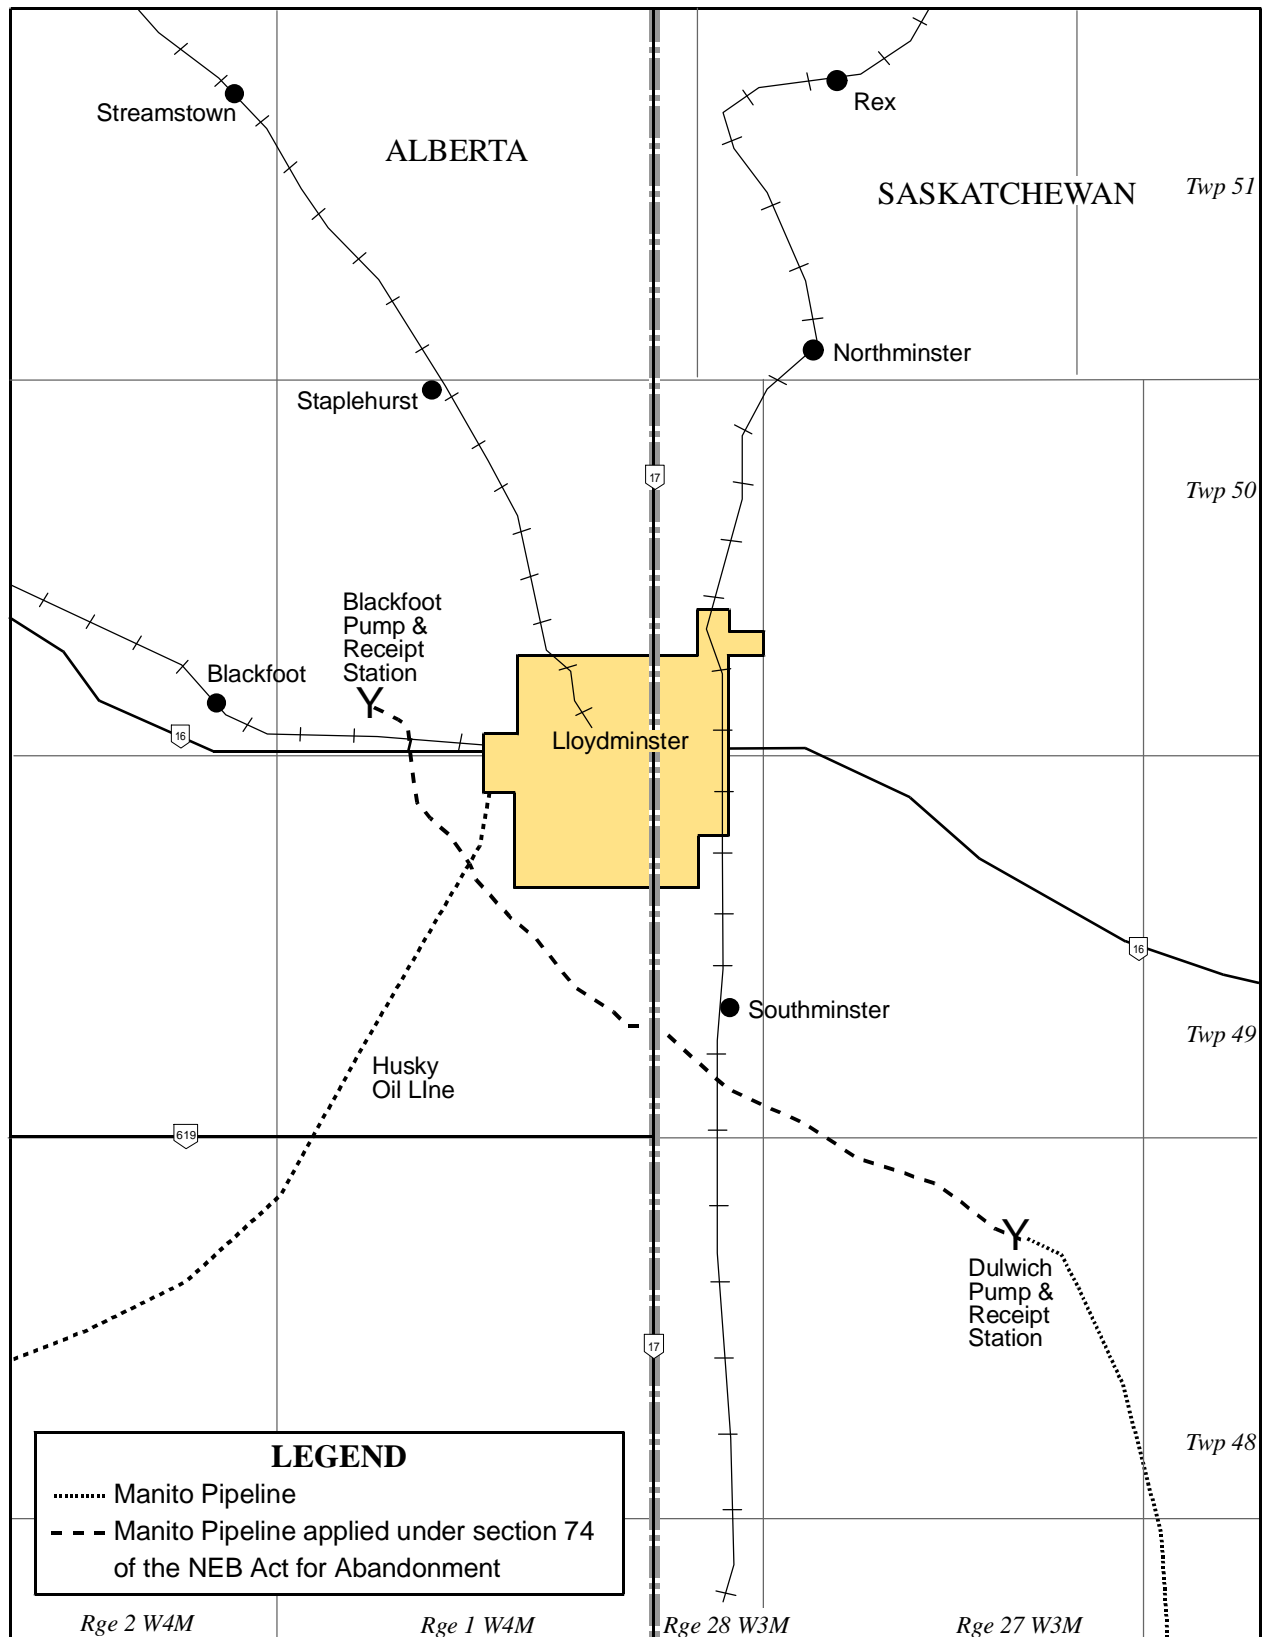 Streamstown
Rex
ALBERTA
SASKATCHEWAN
Twp 51
Northminster
Staplehurst
17
Twp 50
Blackfoot
Pump &
Receipt
Station
Blackfoot
16
Lloydminster
16
Southminster
Twp 49
Husky
Oil LIne
619
Dulwich
Pump &
Receipt
Station
17
LEGEND
Manito Pipeline
Manito Pipeline applied under section 74
of the NEB Act for Abandonment
Twp 48
Rge 2 W4M
Rge 1 W4M
Rge 28 W3M
Rge 27 W3M